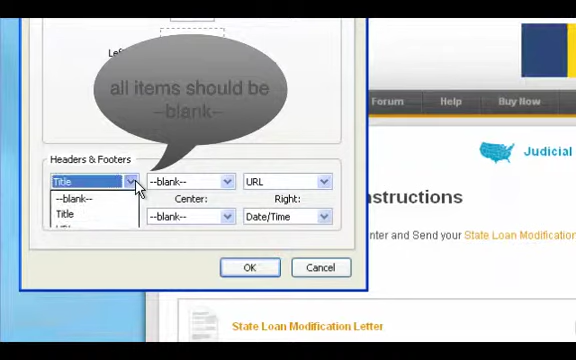 Left
all items should be
--blank--
Forum Help Buy Now
Judicial
Headers & Footers
Title --blank-- URL
Center: Right:
--blank--
Title
--blank-- Date/Time
nstructions
nter and Send your State Loan Modification
OK Cancel
State Loan Modification Letter